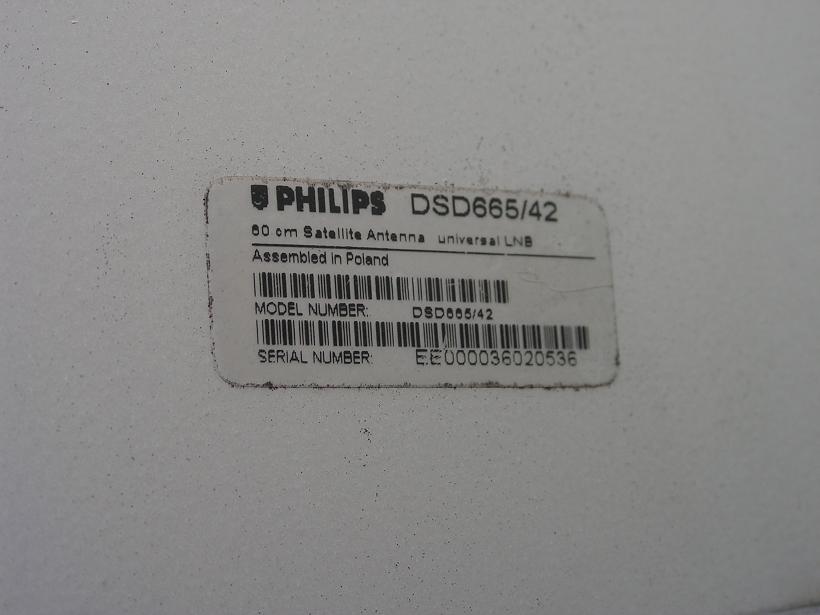 PHILIPS DSD665/42
60 cm Satellite Antenna universal LNB
Assembled in Poland
MODEL NUMBER: DSD665/42
SERIAL NUMBER: EE000036020536